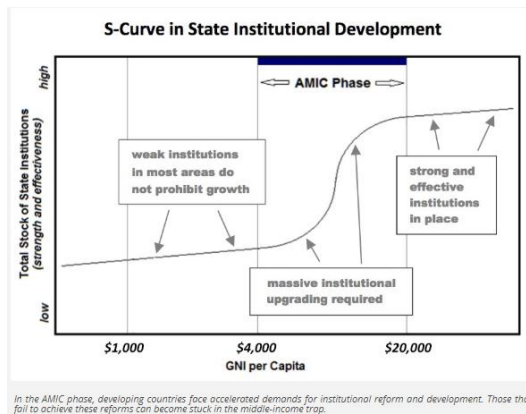 S-Curve in State Institutional Development
high
AMIC Phase
Total Stock of State Institutions
(strength and effectiveness)
weak institutions
in most areas do
not prohibit growth
strong and
effective
institutions
in place
massive institutional
upgrading required
low
$1,000
$4,000
$20,000
GNI per Capita
In the AMIC phase, developing countries face accelerated demands for institutional reform and development. Those
fail to achieve these reforms can become stuck in the middle-income trap.